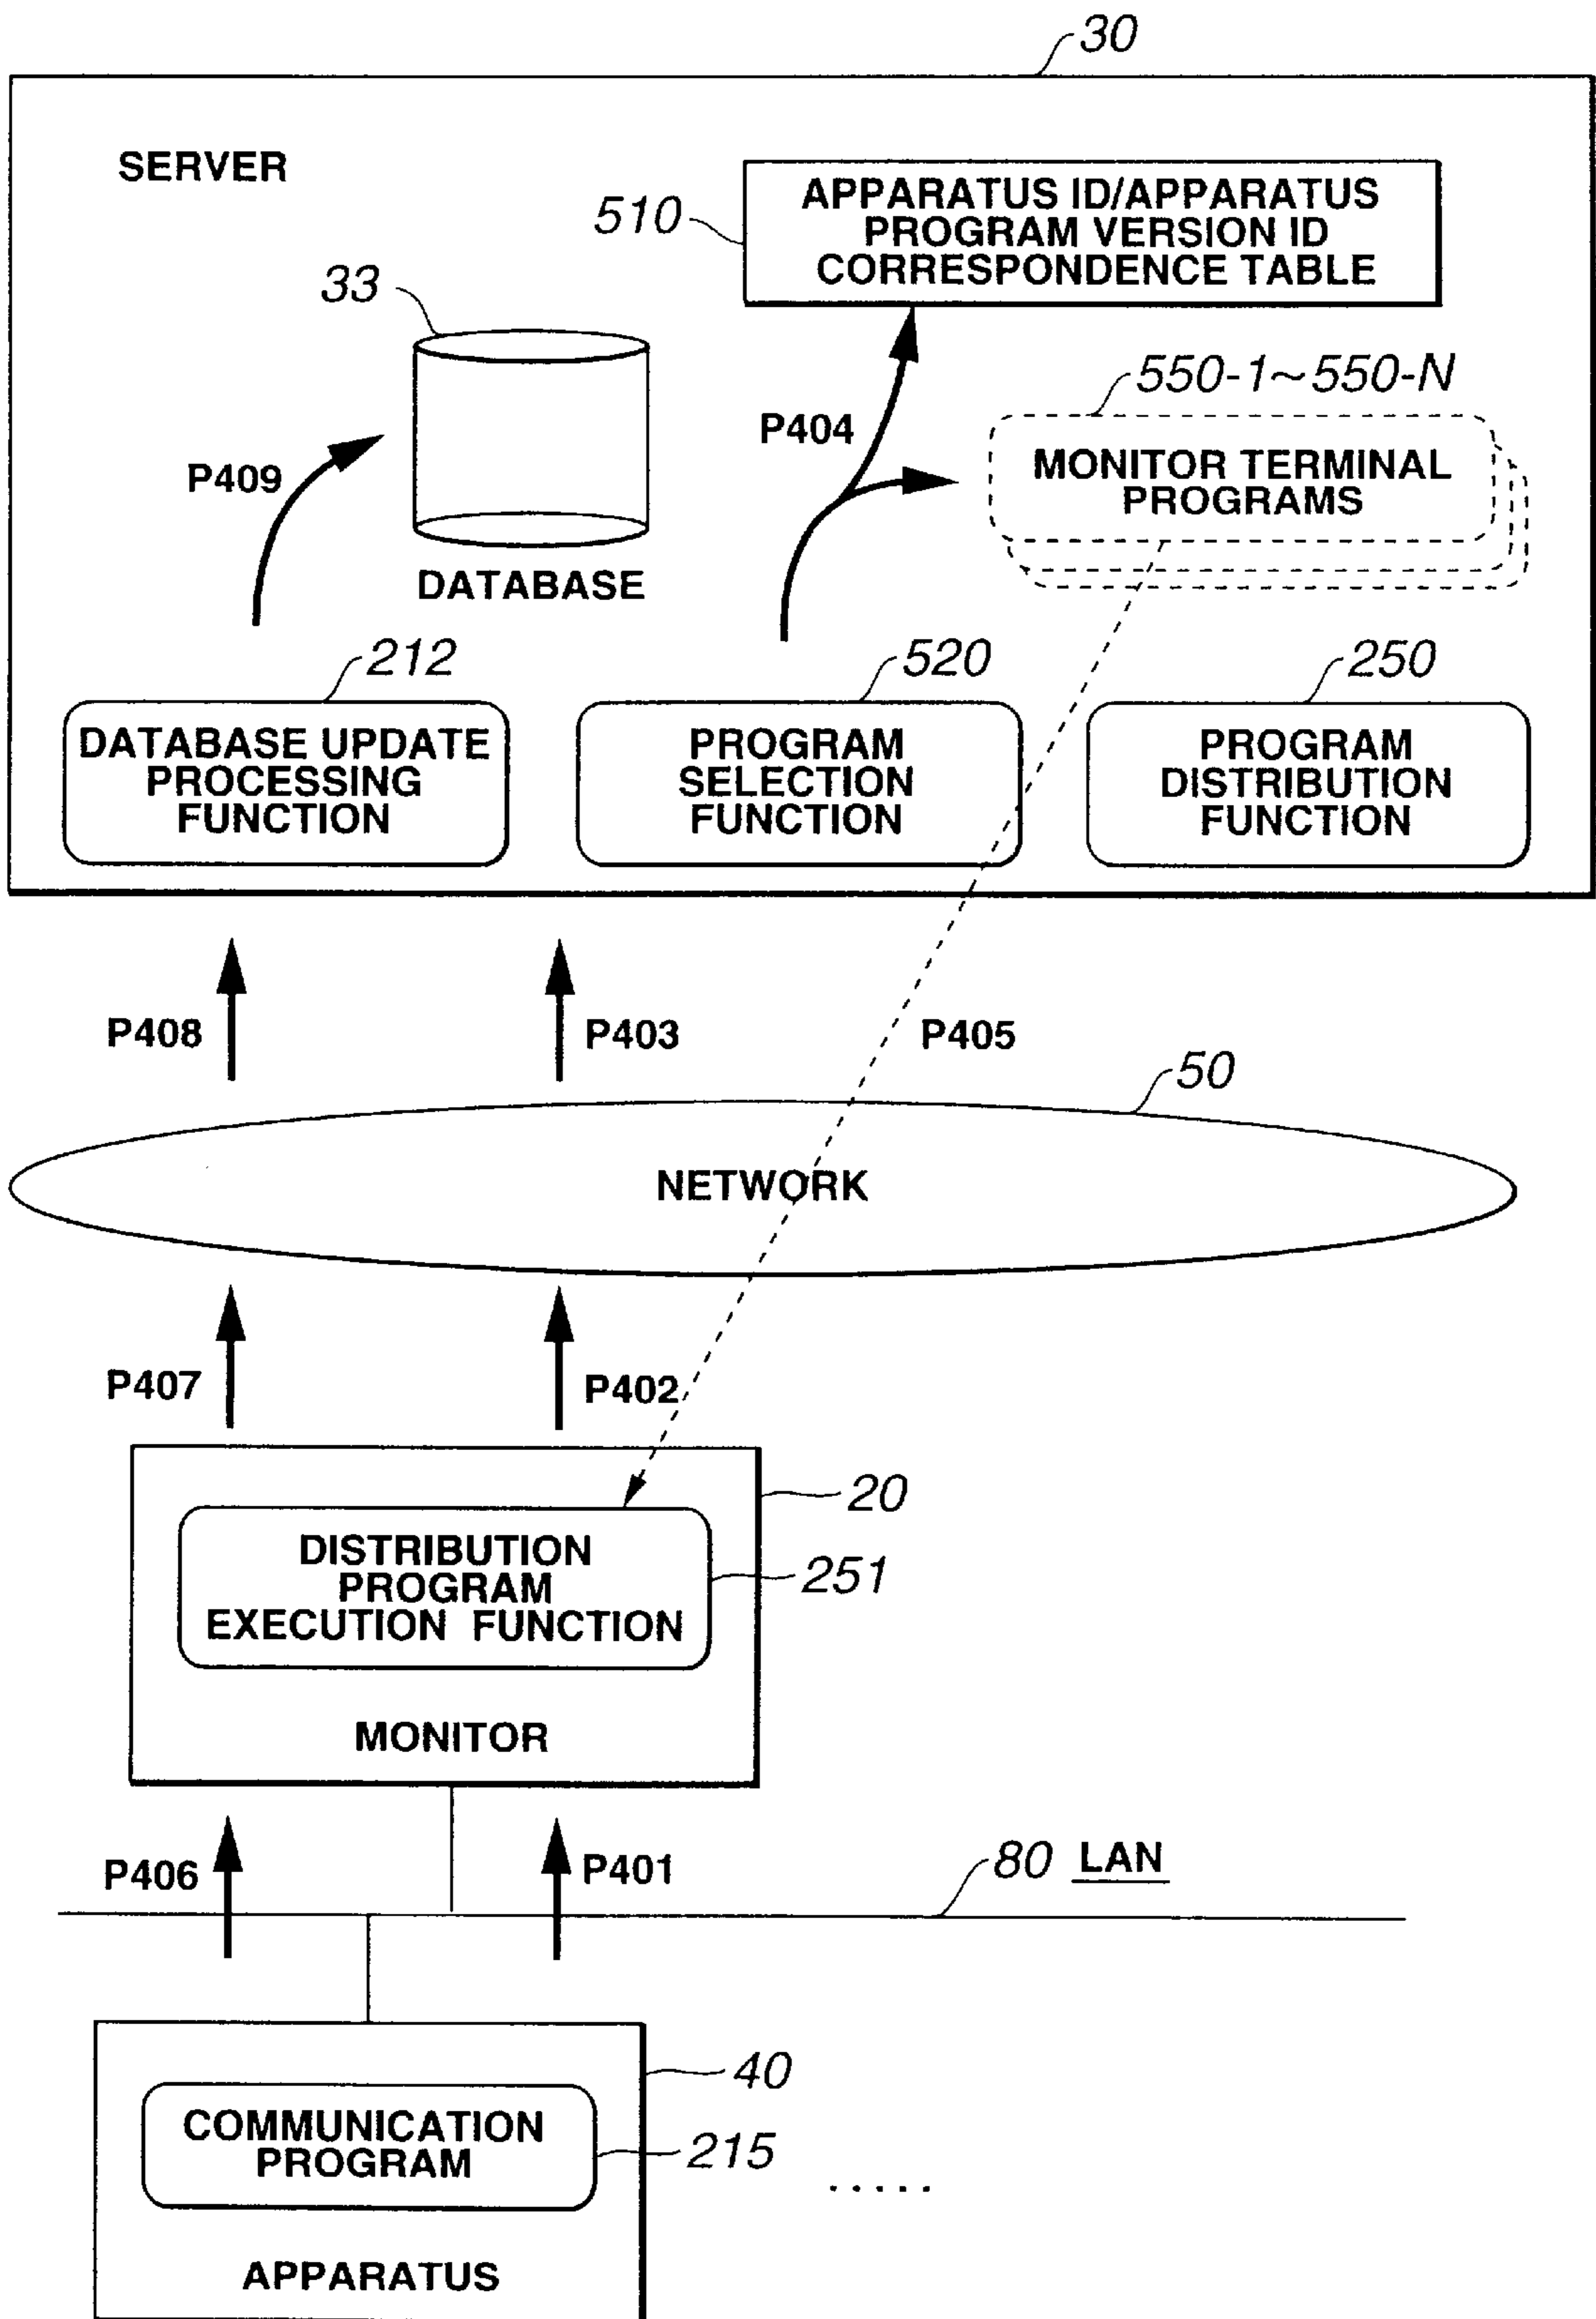 30
SERVER
APPARATUS ID/APPARATUS
PROGRAM VERSION ID
CORRESPONDENCE TABLE
510
33
550-1~550-N
P404
MONITOR TERMINAL
PROGRAMS
P409
DATABASE
212
520
250
DATABASE UPDATE
PROCESSING
FUNCTION
PROGRAM
SELECTION
FUNCTION
PROGRAM
DISTRIBUTION
FUNCTION
P408
P403
P405
50
NETWORK
P407
P402
20
DISTRIBUTION
PROGRAM
EXECUTION FUNCTION
251
MONITOR
P406
P401
80 LAN
40
COMMUNICATION
PROGRAM
215
.....
APPARATUS